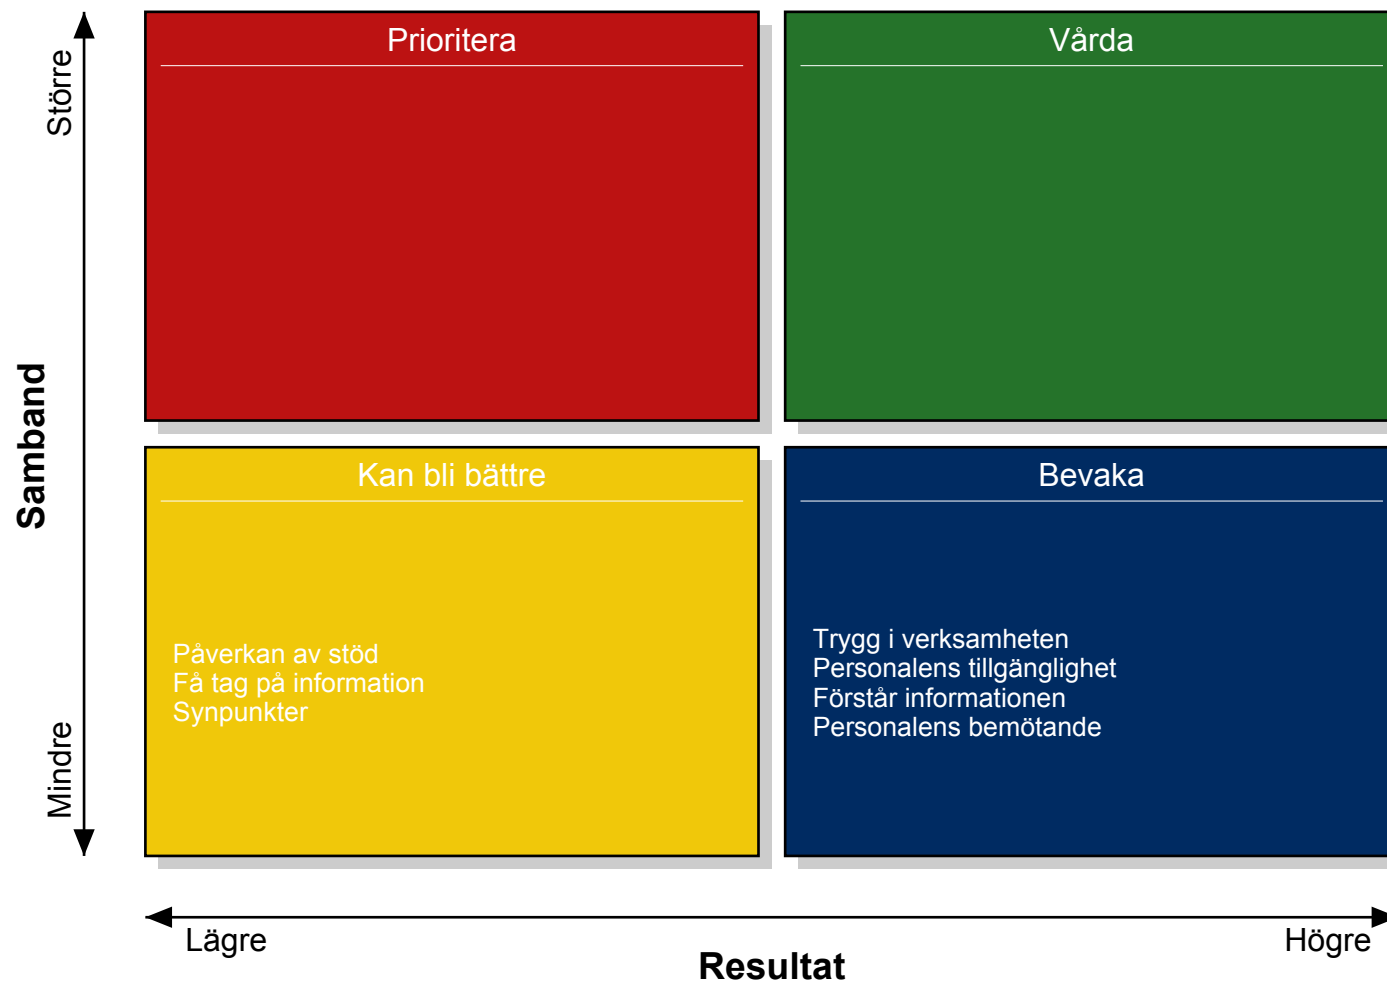 Prioritera
Vårda
Större
Samband
Mindre
Kan bli bättre
Påverkan av stöd
Få tag på information
Synpunkter
Bevaka
Trygg i verksamheten
Personalens tillgänglighet
Förstår informationen
Personalens bemötande
Lägre
Högre
Resultat